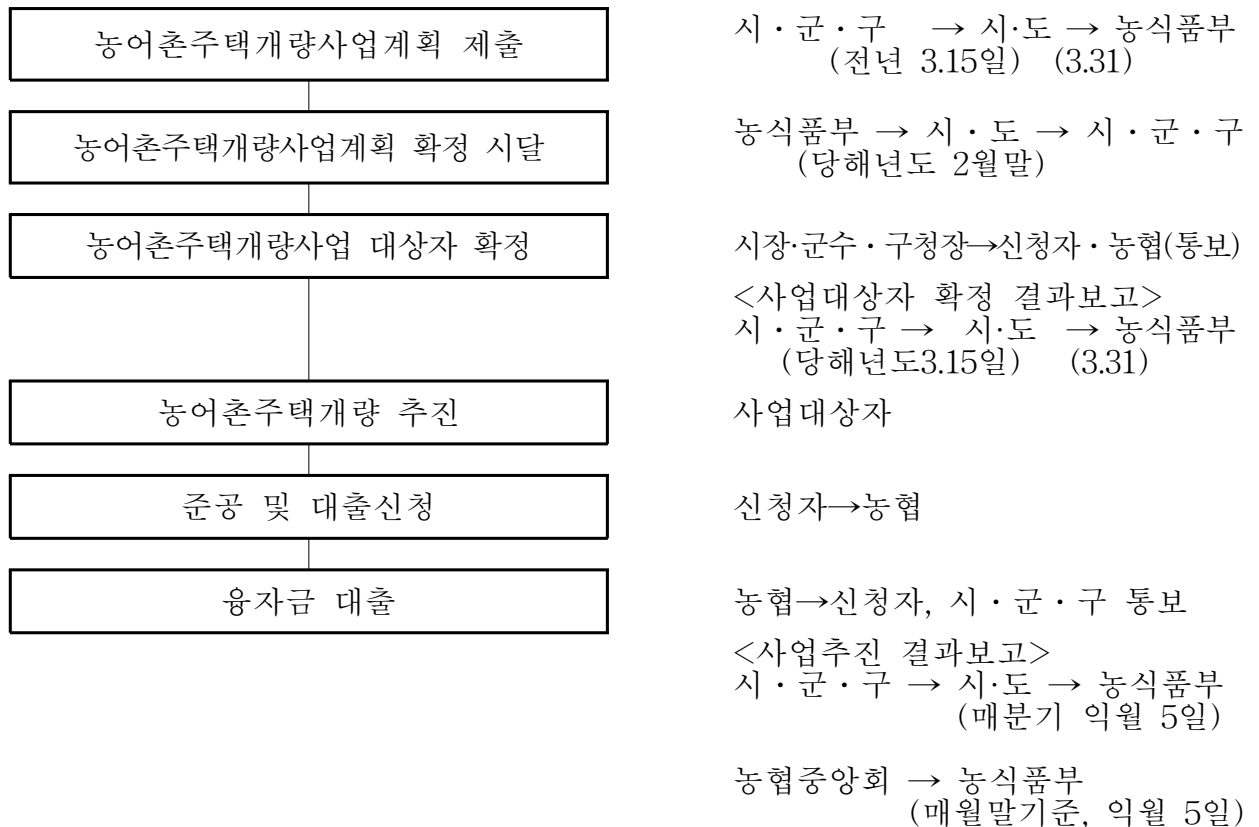 농어촌주택개량사업계획 제출
시・군・구 → 시·도 → 농식품부
(전년 3.15일) (3.31)
농어촌주택개량사업계획 확정 시달
농식품부 → 시・도 → 시・군・구
(당해년도 2월말)
농어촌주택개량사업 대상자 확정
시장·군수・구청장→신청자・농협(통보)
<사업대상자 확정 결과보고>
시・군・구 → 시·도 → 농식품부
(당해년도3.15일) (3.31)
농어촌주택개량 추진
사업대상자
준공 및 대출신청
신청자→농협
융자금 대출
농협→신청자, 시・군・구 통보
<사업추진 결과보고>
시・군・구 → 시·도 → 농식품부
(매분기 익월 5일)
농협중앙회 → 농식품부
(매월말기준, 익월 5일)